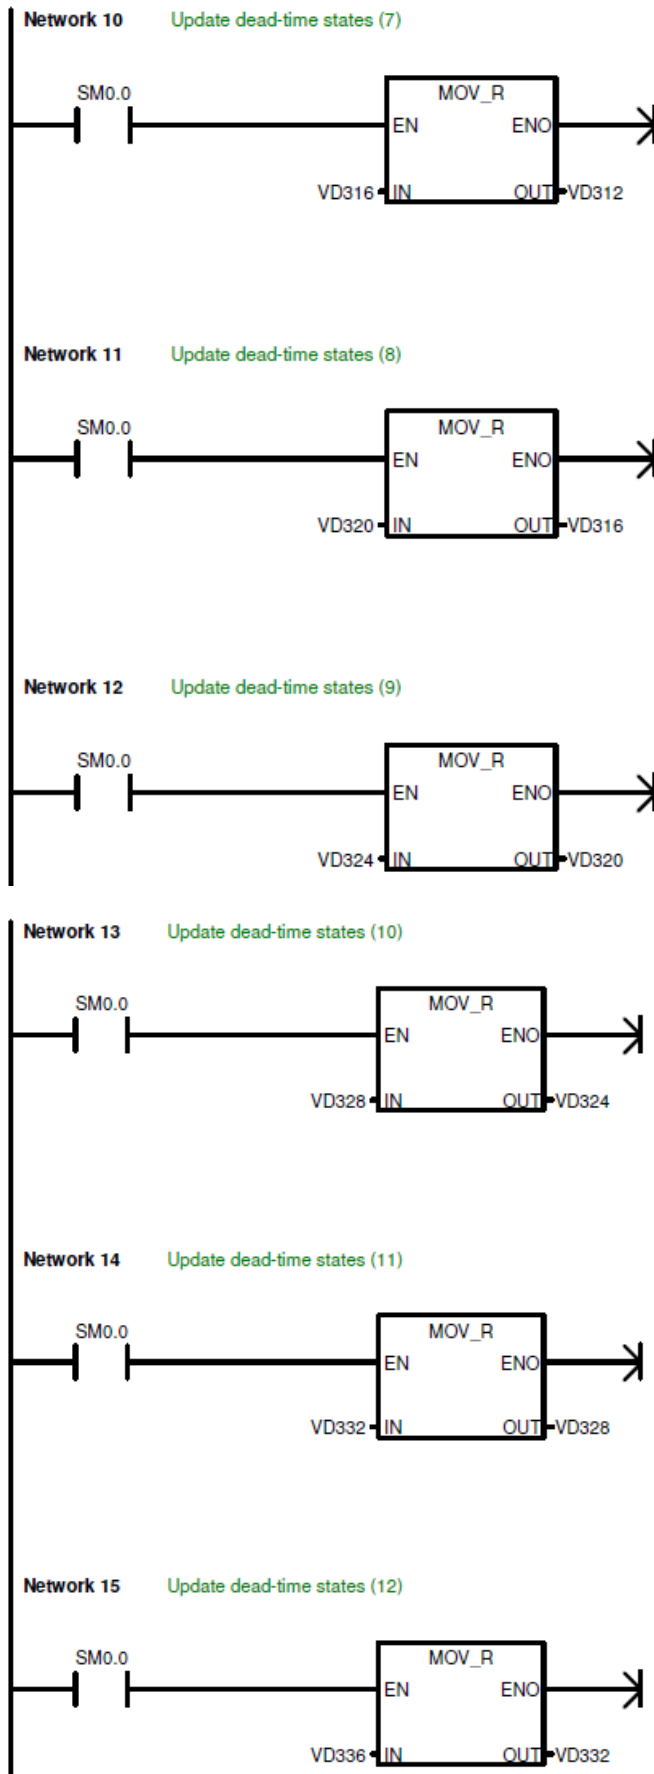 Network 10 Update dead-time states (7)
SM0.0
MOV_R
EN ENO
VD316 IN OUT VD312
Network 11 Update dead-time states (8)
SM0.0
MOV_R
EN ENO
VD320 IN OUT VD316
Network 12 Update dead-time states (9)
SM0.0
MOV_R
EN ENO
VD324 IN OUT VD320
Network 13 Update dead-time states (10)
SM0.0
MOV_R
EN ENO
VD328 IN OUT VD324
Network 14 Update dead-time states (11)
SM0.0
MOV_R
EN ENO
VD332 IN OUT VD328
Network 15 Update dead-time states (12)
SM0.0
MOV_R
EN ENO
VD336 IN OUT VD332